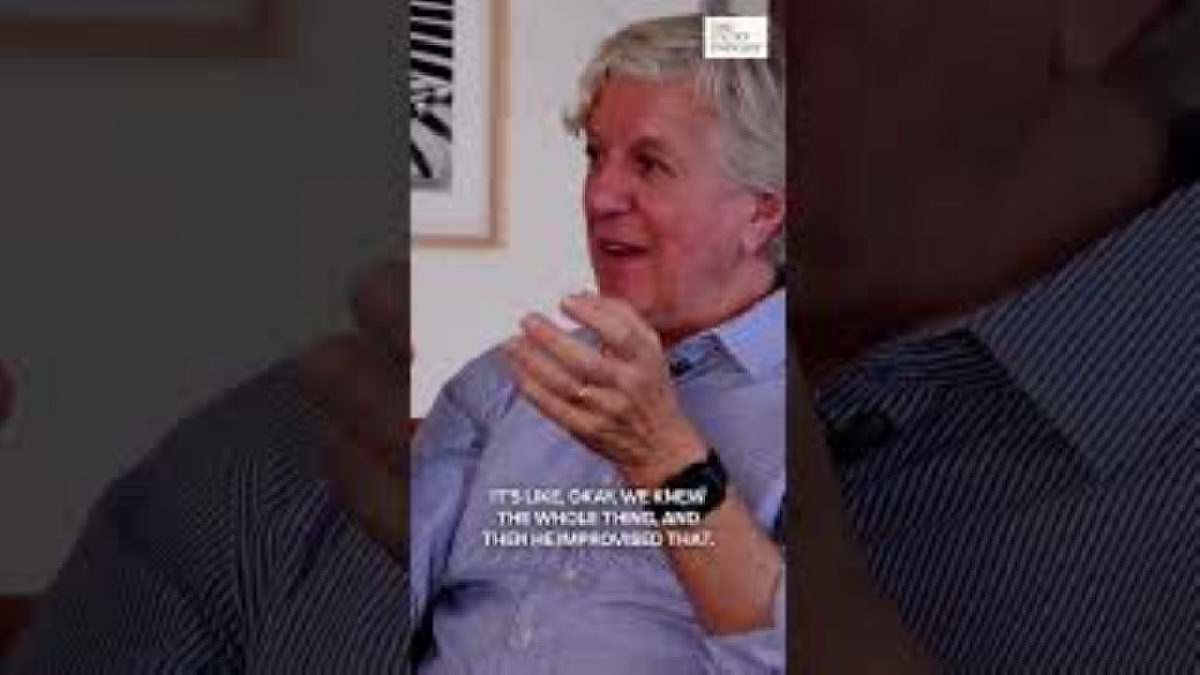 IT'S LIKE, OKAY, WE KNEW
THE WHOLE THING, AND
THEN HE IMPROVISED THAT.